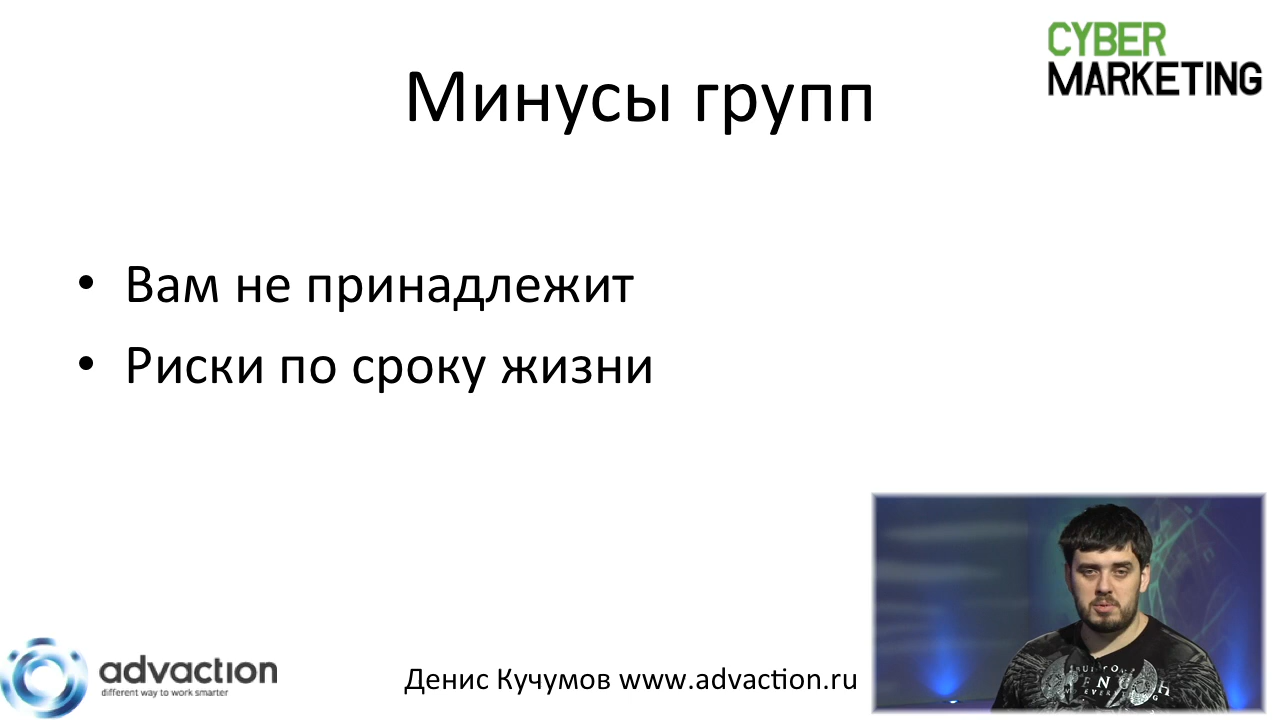 CYBER
MARKETING
Минусы групп
• Вам не принадлежит
• Риски по сроку жизни
advaction
different way to work smarter
Денис Кучумов www.advaction.ru